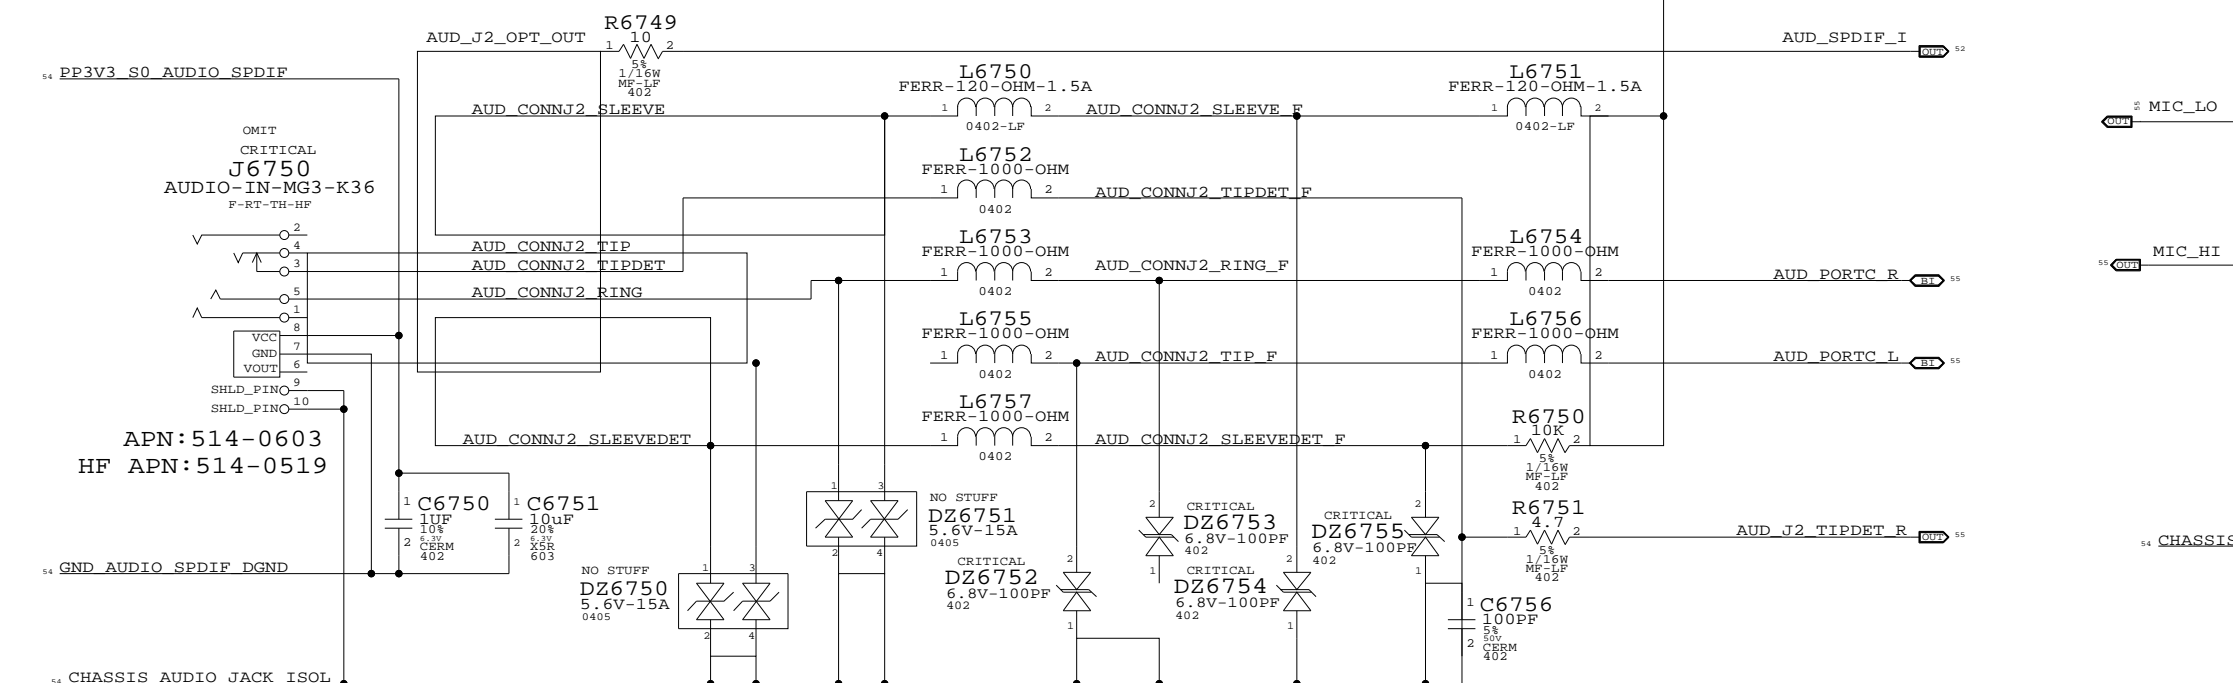 R6749
AUD_J2_OPT_OUT 1 10 2 AUD_SPDIF_I OUT 52
5%
1/16W
MF-LF
402
54 PP3V3_S0_AUDIO_SPDIF
L6750 L6751
FERR-120-OHM-1.5A FERR-120-OHM-1.5A
AUD_CONNJ2_SLEEVE 1 2 AUD_CONNJ2_SLEEVE_F 1 2
0402-LF 0402-LF
55 MIC_LO
OUT
OMIT
CRITICAL
J6750
AUDIO-IN-MG3-K36
F-RT-TH-HF
L6752
FERR-1000-OHM
1 2 AUD_CONNJ2_TIPDET_F
0402
2
4 AUD_CONNJ2_TIP
3 AUD_CONNJ2_TIPDET
5 AUD_CONNJ2_RING
1
L6753 L6754
FERR-1000-OHM FERR-1000-OHM
1 2 AUD_CONNJ2_RING_F 1 2 AUD_PORTC_R BI 55
0402 0402
55 OUT MIC_HI
VCC 8
GND 7
VOUT 6
SHLD_PIN 9
SHLD_PIN 10
L6755 L6756
FERR-1000-OHM FERR-1000-OHM
1 2 AUD_CONNJ2_TIP_F 1 2 AUD_PORTC_L BI 55
0402 0402
APN:514-0603
HF APN:514-0519
L6757
FERR-1000-OHM
AUD_CONNJ2_SLEEVEDET 1 2 AUD_CONNJ2_SLEEVEDET_F
0402
R6750
10K
1 2
5%
1/16W
MF-LF
402
1 C6750
1UF
10%
6.3V
2 CERM
402
1 C6751
10uF
20%
6.3V
2 X5R
603
1 3
NO STUFF
DZ6751
5.6V-15A
0405
2 4
2
CRITICAL
DZ6753
6.8V-100PF
402
1
CRITICAL
DZ6755
6.8V-100PF
402
2
1
R6751
4.7
1 2 AUD_J2_TIPDET_R OUT 55
5%
1/16W
MF-LF
402
54 CHASSIS
54 GND_AUDIO_SPDIF_DGND
NO STUFF
DZ6750
5.6V-15A
0405
1 3
2 4
CRITICAL
DZ6752
6.8V-100PF
402
2
1
CRITICAL
DZ6754
6.8V-100PF
402
2
1
1 C6756
100PF
5%
50V
2 CERM
402
54 CHASSIS_AUDIO_JACK_ISOL